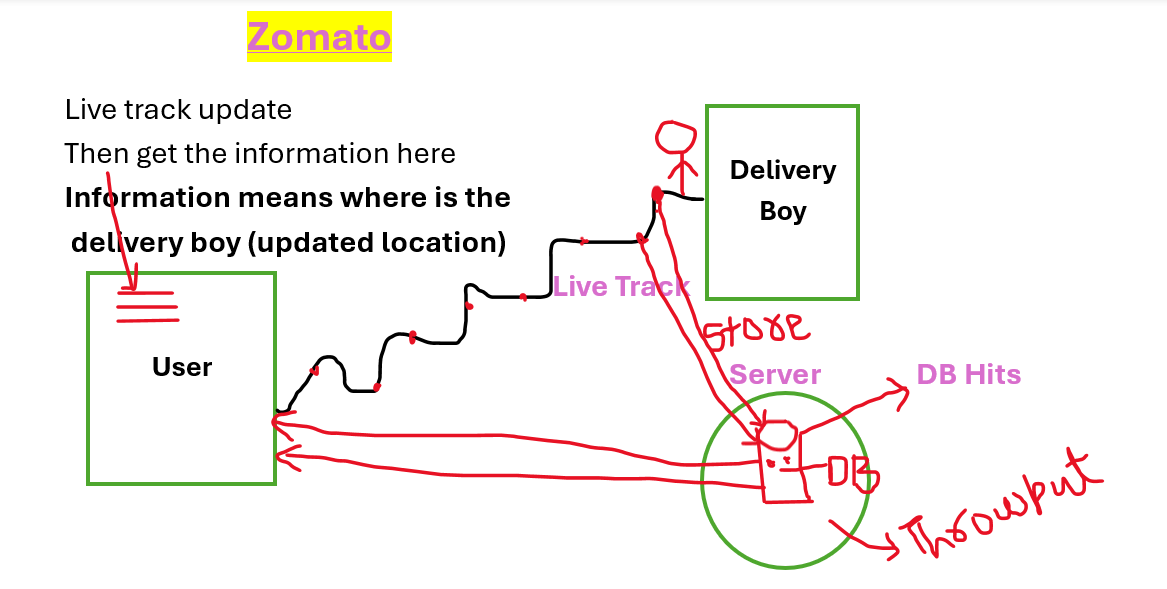 Zomato
Live track update
Then get the information here
Information means where is the
delivery boy (updated location)
Delivery
Boy
Live Track
Store
Server
DB Hits
User
DB
Throwput